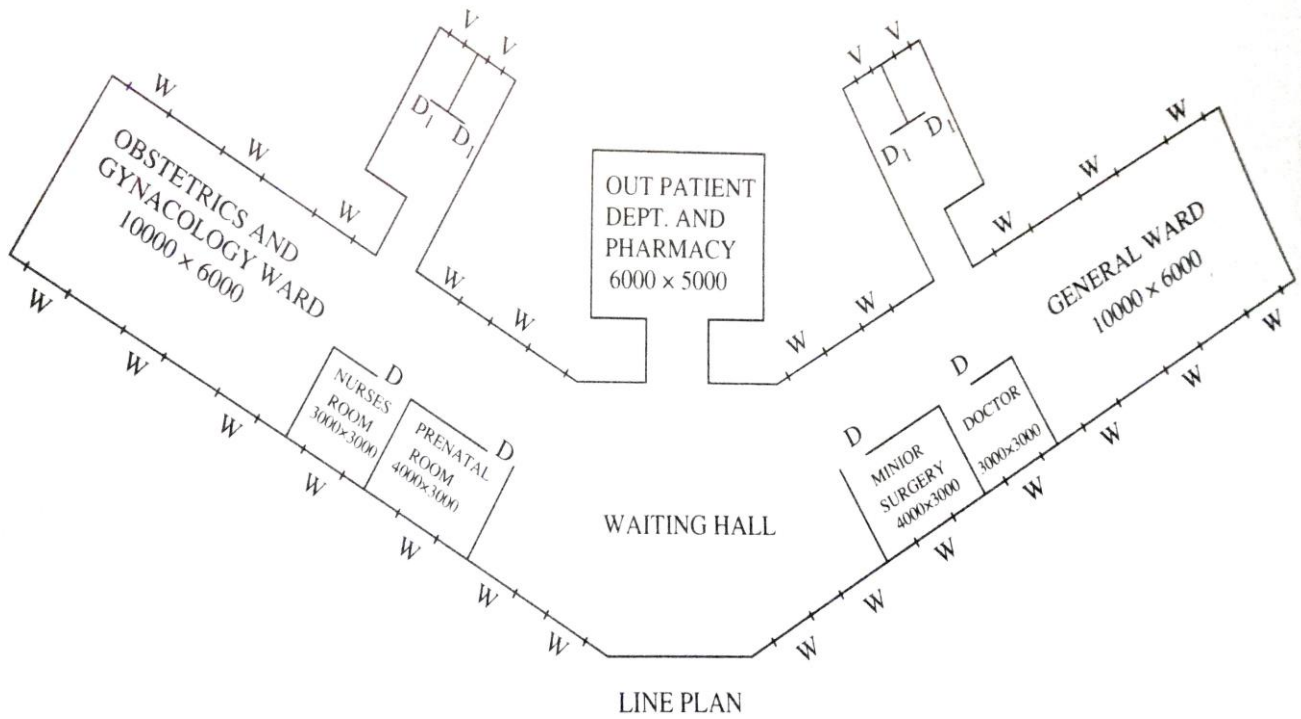 V
V
V
V
W
W
W
D1
D1
D1
D1
W
W
W
OBSTETRICS AND
GYNACOLOGY WARD
10000 × 6000
OUT PATIENT
DEPT. AND
PHARMACY
6000 × 5000
GENERAL WARD
10000 × 6000
W
W
W
W
W
W
W
W
W
W
D
NURSES
ROOM
3000×3000
D
PRENATAL
ROOM
4000×3000
D
MINIOR
SURGERY
4000×3000
D
DOCTOR
3000×3000
W
W
W
W
WAITING HALL
W
W
W
W
LINE PLAN